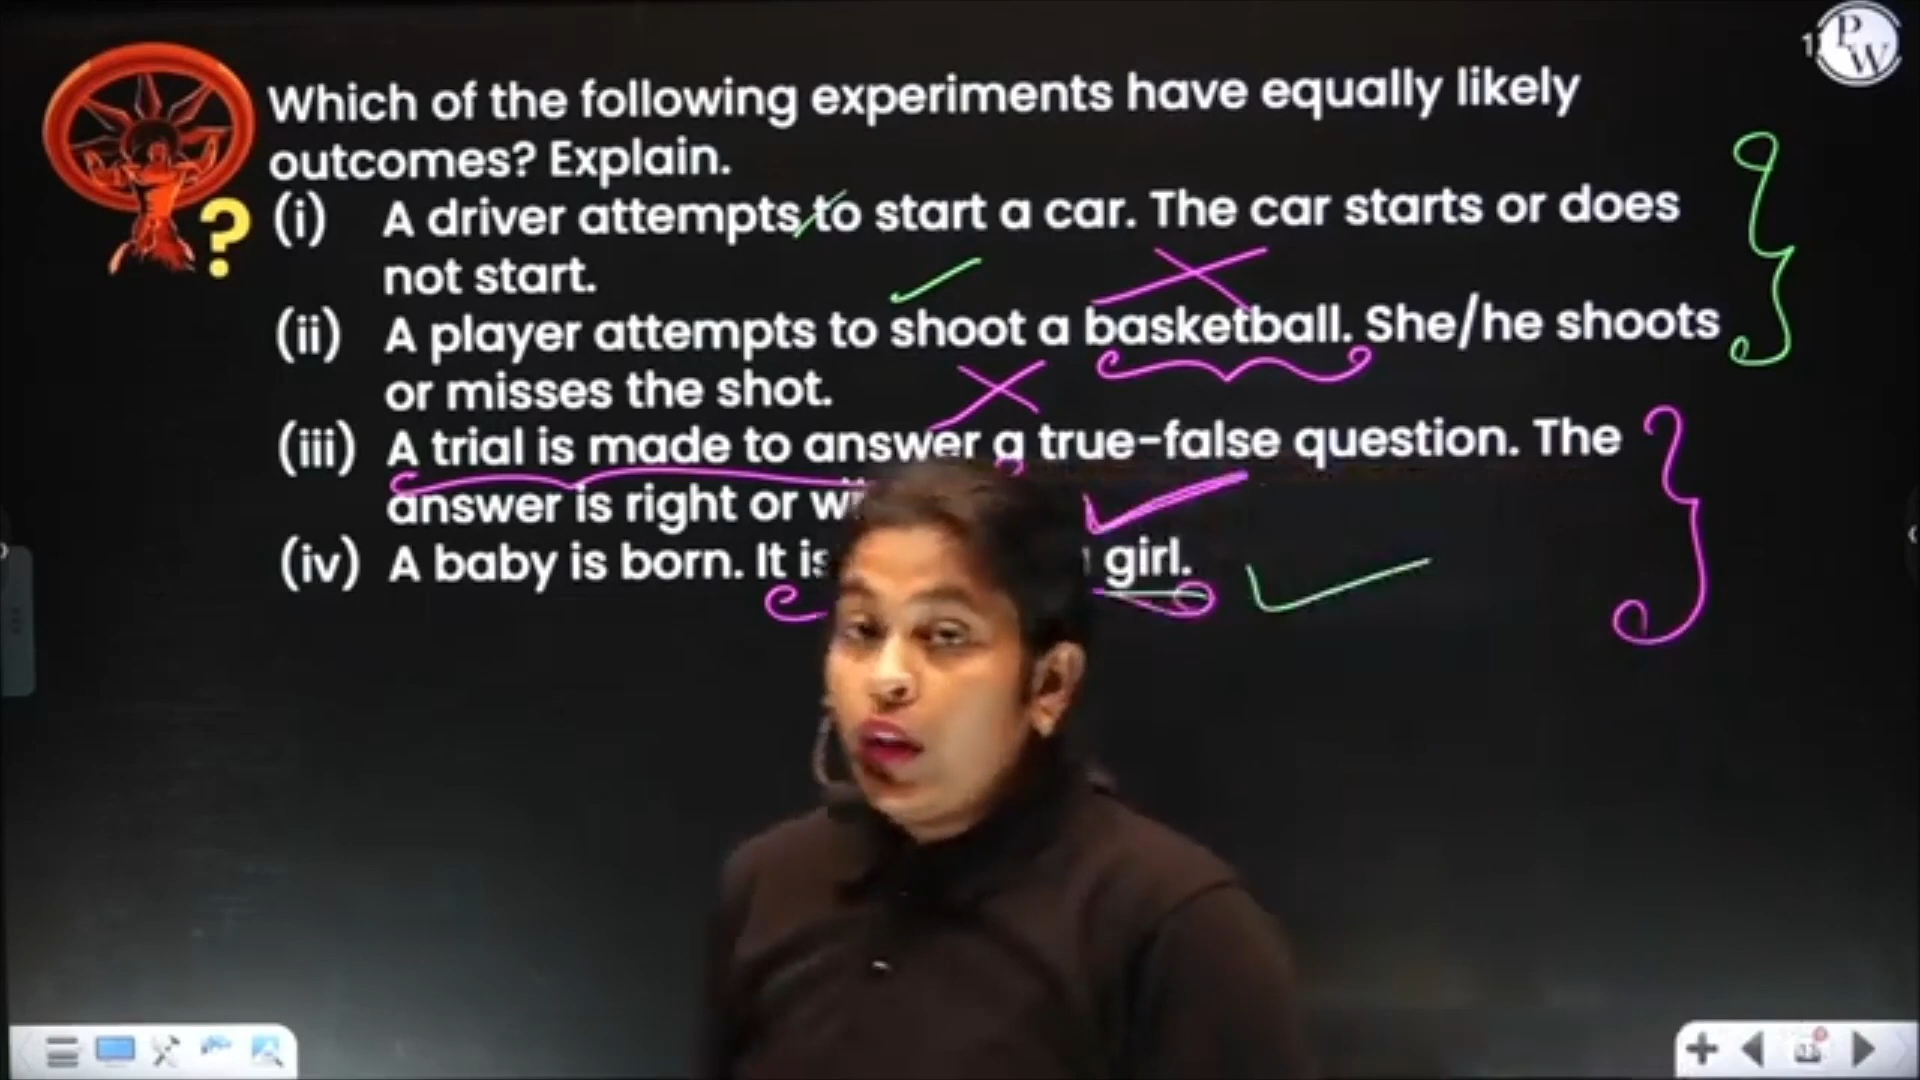 Which of the following experiments have equally likely
outcomes? Explain.
(i) A driver attempts to start a car. The car starts or does
not start.
(ii) A player attempts to shoot a basketball. She/he shoots
or misses the shot.
(iii) A trial is made to answer a true-false question. The
answer is right or
(iv) A baby is born. It is girl.
?
P
W